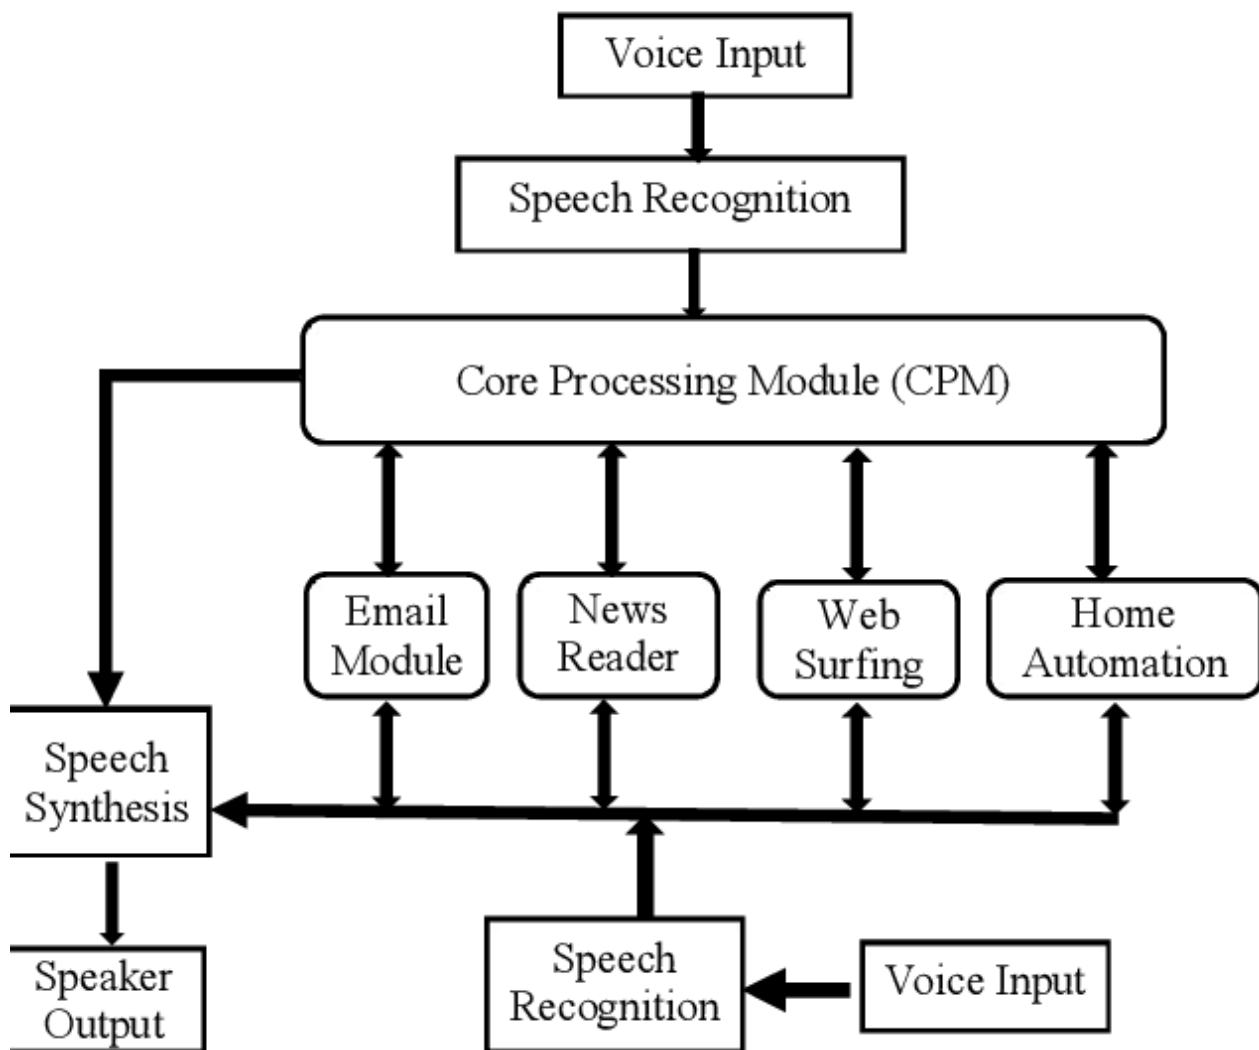 Voice Input
Speech Recognition
Core Processing Module (CPM)
Email
Module
News
Reader
Web
Surfing
Home
Automation
Speech
Synthesis
Speaker
Output
Speech
Recognition
Voice Input